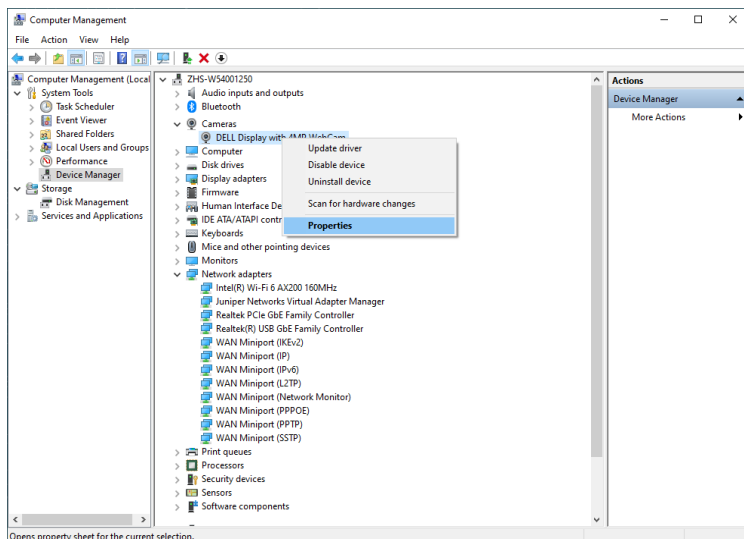 Computer Management
File Action View Help
Computer Management (Local
System Tools
Task Scheduler
Event Viewer
Shared Folders
Local Users and Groups
Performance
Device Manager
Storage
Disk Management
Services and Applications
ZHS-W54001250
Audio inputs and outputs
Bluetooth
Cameras
DELL Display with 4MP WebCam
Computer
Disk drives
Display adapters
Firmware
Human Interface De
IDE ATA/ATAPI contr
Keyboards
Mice and other pointing devices
Monitors
Network adapters
Intel(R) Wi-Fi 6 AX200 160MHz
Juniper Networks Virtual Adapter Manager
Realtek PCIe GbE Family Controller
Realtek(R) USB GbE Family Controller
WAN Miniport (IKEv2)
WAN Miniport (IP)
WAN Miniport (IPv6)
WAN Miniport (L2TP)
WAN Miniport (Network Monitor)
WAN Miniport (PPPOE)
WAN Miniport (PPTP)
WAN Miniport (SSTP)
Print queues
Processors
Security devices
Sensors
Software components
Update driver
Disable device
Uninstall device
Scan for hardware changes
Properties
Actions
Device Manager
More Actions
Opens property sheet for the current selection.